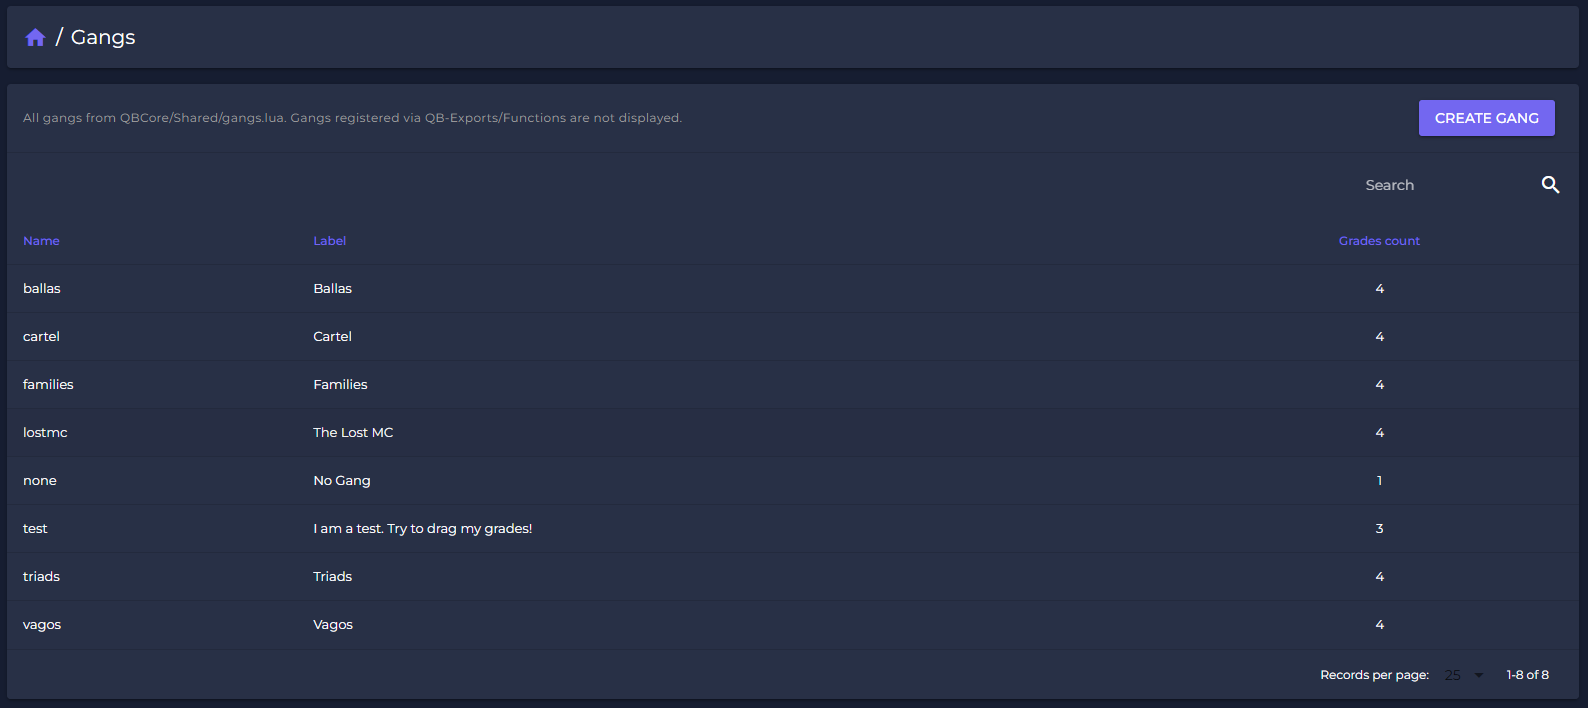 / Gangs
All gangs from QBCore/Shared/gangs.lua. Gangs registered via QB-Exports/Functions are not displayed.
CREATE GANG
Search
Name Label Grades count
ballas Ballas 4
cartel Cartel 4
families Families 4
lostmc The Lost MC 4
none No Gang 1
test I am a test. Try to drag my grades! 3
triads Triads 4
vagos Vagos 4
Records per page: 25 1-8 of 8